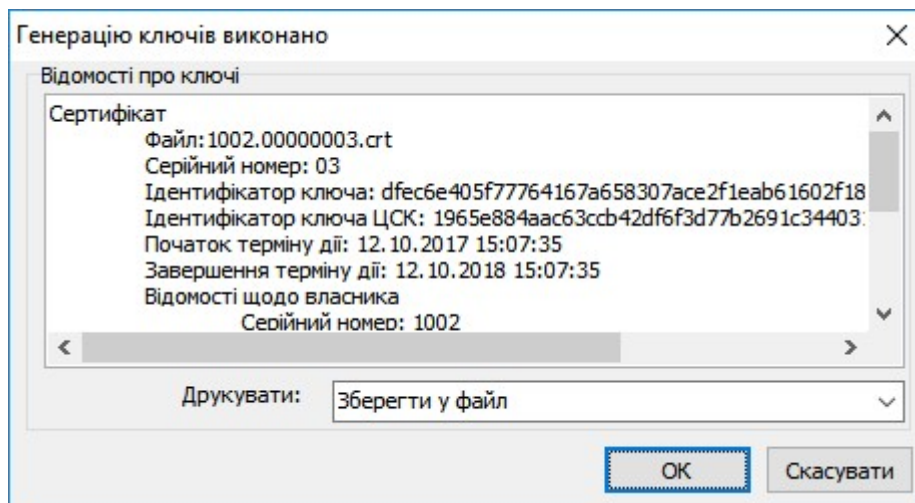 Генерацію ключів виконано
Відомості про ключі
Сертифікат
Файл:1002.00000003.crt
Серійний номер: 03
Ідентифікатор ключа: dfec6e405f77764167a658307ace2f1eab61602f18
Ідентифікатор ключа ЦСК: 1965e884aac63ccb42df6f3d77b2691c344031
Початок терміну дії: 12.10.2017 15:07:35
Завершення терміну дії: 12.10.2018 15:07:35
Відомості щодо власника
Серійний номер: 1002
Друкувати: Зберегти у файл
ОК Скасувати